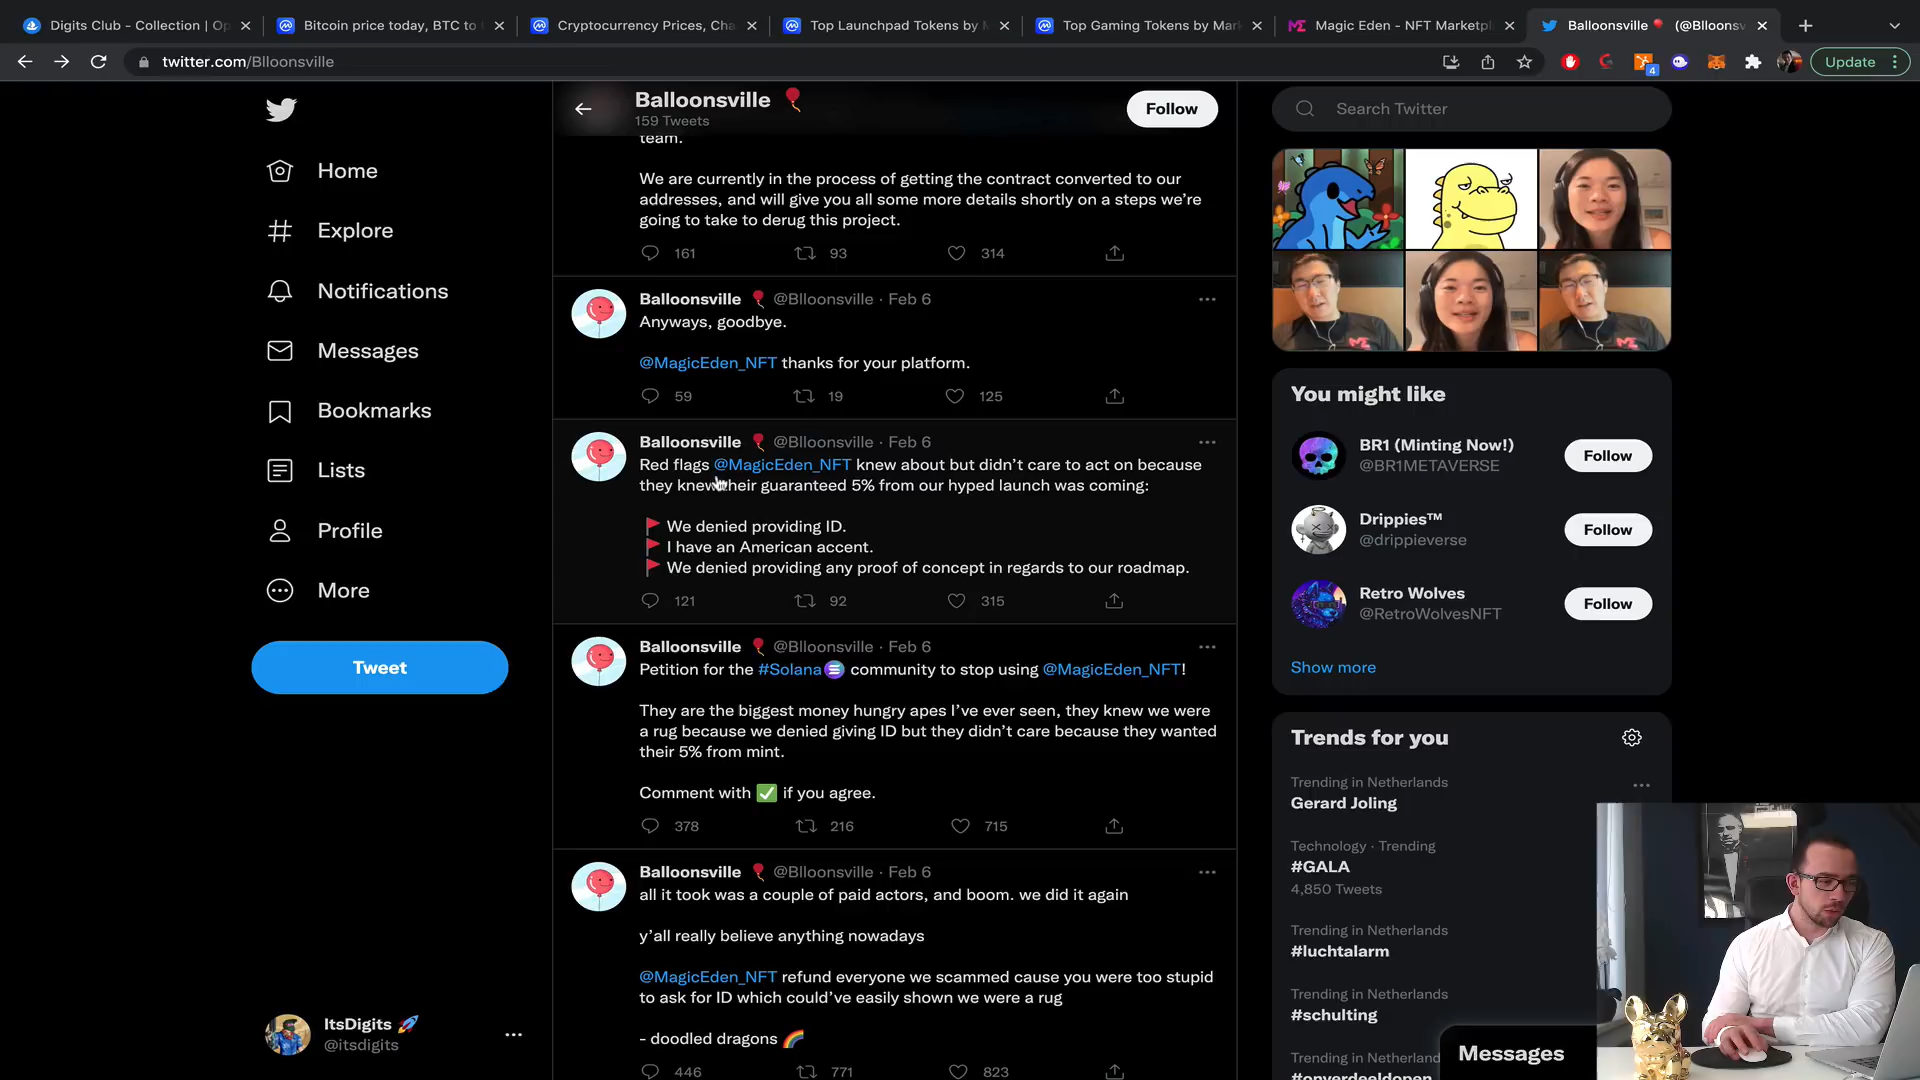 Digits Club - Collection | Op
Bitcoin price today, BTC to
Cryptocurrency Prices, Cha
Top Launchpad Tokens by M
Top Gaming Tokens by Mar
Magic Eden - NFT Marketpl
Balloonsville (@Blloonsv
twitter.com/Blloonsville
4
Update
Balloonsville
159 Tweets
Follow
Search Twitter
Home
Explore
Notifications
Messages
Bookmarks
Lists
Profile
More
Tweet
ItsDigits 🚀
@itsdigits
team.
We are currently in the process of getting the contract converted to our
addresses, and will give you all some more details shortly on a steps we're
going to take to derug this project.
161 93 314
Balloonsville 🎈 @Blloonsville · Feb 6
Anyways, goodbye.
@MagicEden_NFT thanks for your platform.
59 19 125
Balloonsville 🎈 @Blloonsville · Feb 6
Red flags @MagicEden_NFT knew about but didn't care to act on because
they knew their guaranteed 5% from our hyped launch was coming:
🚩 We denied providing ID.
🚩 I have an American accent.
🚩 We denied providing any proof of concept in regards to our roadmap.
121 92 315
Balloonsville 🎈 @Blloonsville · Feb 6
Petition for the #Solana community to stop using @MagicEden_NFT!
They are the biggest money hungry apes I've ever seen, they knew we were
a rug because we denied giving ID but they didn't care because they wanted
their 5% from mint.
Comment with ✅ if you agree.
378 216 715
Balloonsville 🎈 @Blloonsville · Feb 6
all it took was a couple of paid actors, and boom. we did it again
y'all really believe anything nowadays
@MagicEden_NFT refund everyone we scammed cause you were too stupid
to ask for ID which could've easily shown we were a rug
- doodled dragons 🌈
446 771 823
You might like
BR1 (Minting Now!)
@BR1METAVERSE
Follow
Drippies™
@drippieverse
Follow
Retro Wolves
@RetroWolvesNFT
Follow
Show more
Trends for you
Trending in Netherlands
Gerard Joling
Technology · Trending
#GALA
4,850 Tweets
Trending in Netherlands
#luchtalarm
Trending in Netherlands
#schulting
Trending in Netherland
#onverdeeldopen
Messages